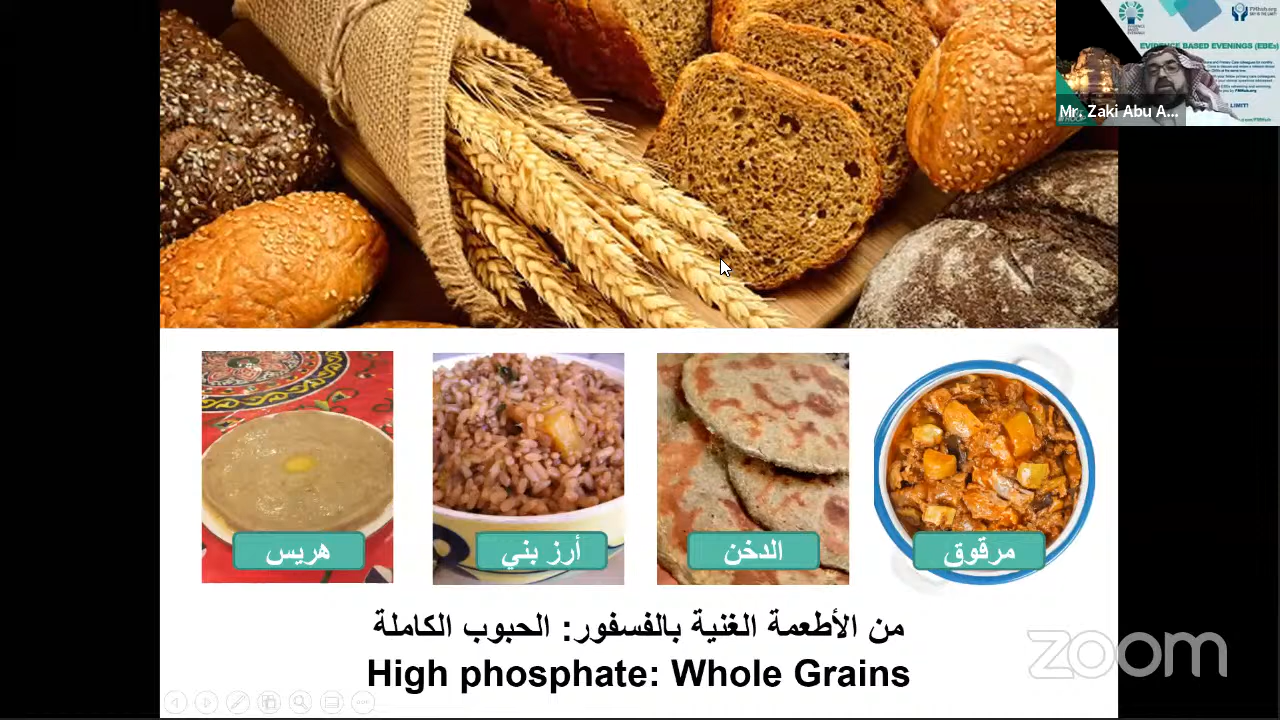 EVIDENCE BASED EVENINGS (EBEs)
LIMIT!
Mr. Zaki Abu A...
هريس
أرز بني
الدخن
مرقوق
من الأطعمة الغنية بالفسفور: الحبوب الكاملة
High phosphate: Whole Grains
zoom